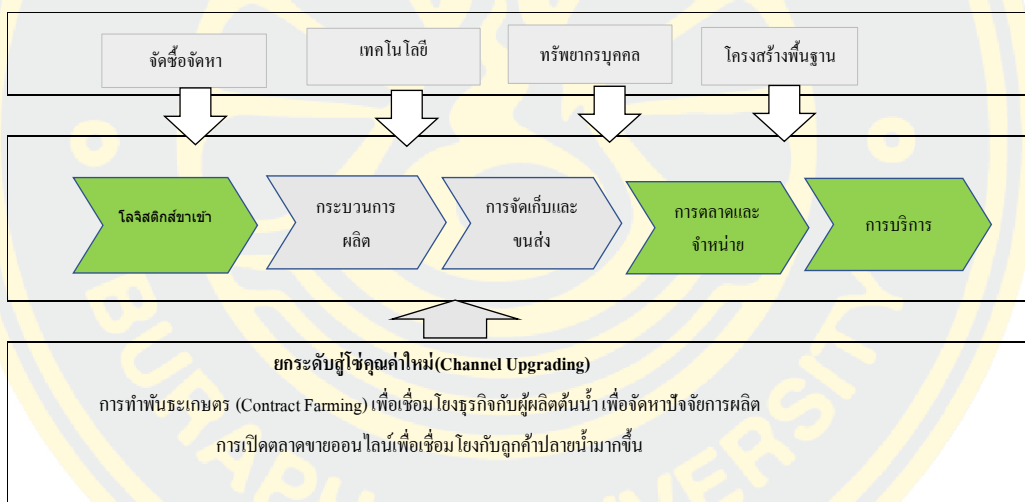 จัดซื้อจัดหา
เทคโนโลยี
ทรัพยากรบุคคล
โครงสร้างพื้นฐาน
โลจิสติกส์ขาเข้า
กระบวนการ
ผลิต
การจัดเก็บและ
ขนส่ง
การตลาดและ
จำหน่าย
การบริการ
ยกระดับสู่โซ่คุณค่าใหม่(Channel Upgrading)
การทำพันธะเกษตร (Contract Farming) เพื่อเชื่อมโยงธุรกิจกับผู้ผลิตต้นน้ำ เพื่อจัดหาปัจจัยการผลิต
การเปิดตลาดขายออนไลน์เพื่อเชื่อมโยงกับลูกค้าปลายน้ำมากขึ้น